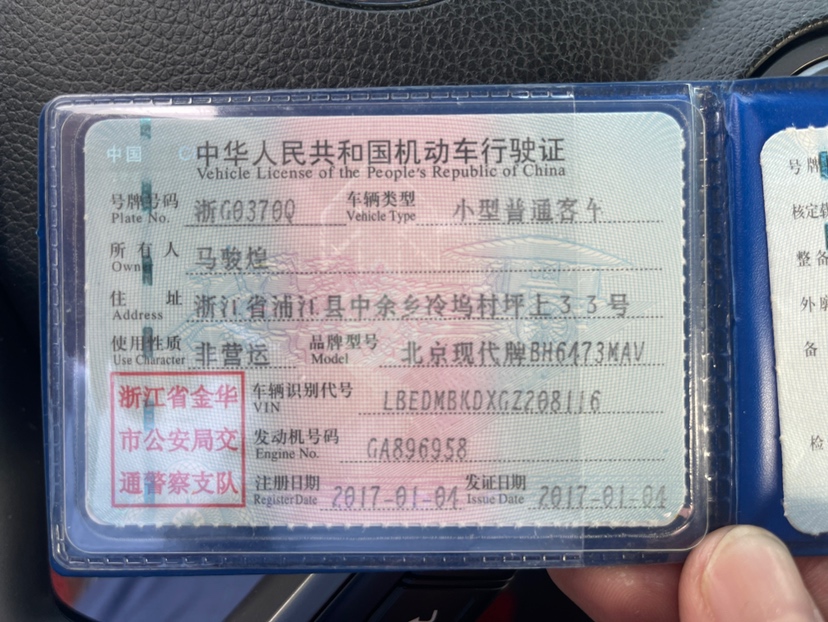 中国
中华人民共和国机动车行驶证
Vehicle License of the People's Republic of China
号牌号码 浙G0370Q 车辆类型 小型普通客车
Plate No. Vehicle Type
所有人 马骏煌
Owner
住址 浙江省浦江县中余乡冷坞村坪上33号
Address
使用性质 非营运 品牌型号 北京现代牌BH6473MAV
Use Character Model
浙江省金华
市公安局交
通警察支队
车辆识别代号 LBEDMBKDXGZ208116
VIN
发动机号码 GA896958
Engine No.
注册日期 2017-01-04 发证日期 2017-01-04
Register Date Issue Date
号牌
核定载
整备
外廓
备
检